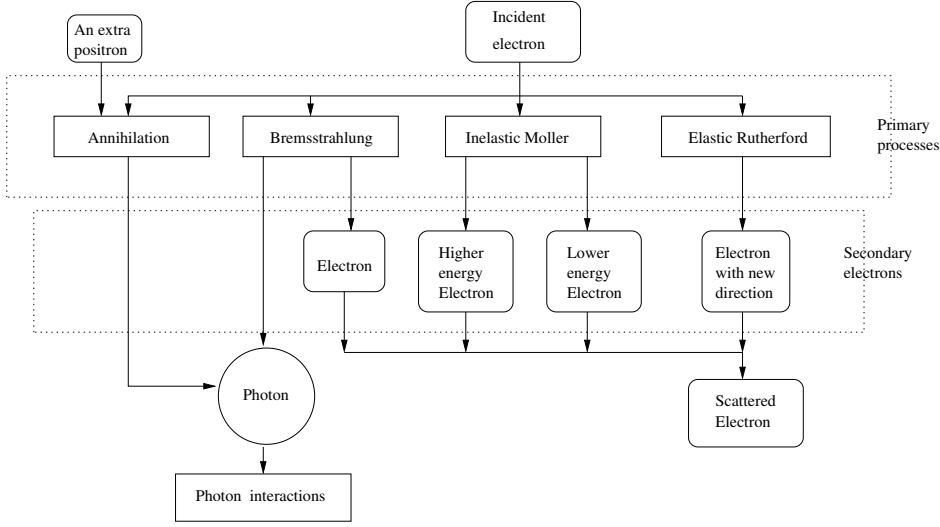 An extra
positron
Incident
electron
Annihilation
Bremsstrahlung
Inelastic Moller
Elastic Rutherford
Primary
processes
Electron
Higher
energy
Electron
Lower
energy
Electron
Electron
with new
direction
Secondary
electrons
Photon
Scattered
Electron
Photon interactions